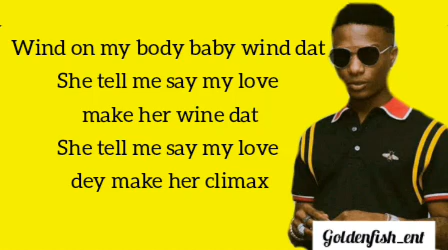 Wind on my body baby wind dat
She tell me say my love
make her wine dat
She tell me say my love
dey make her climax
Goldenfish_ent